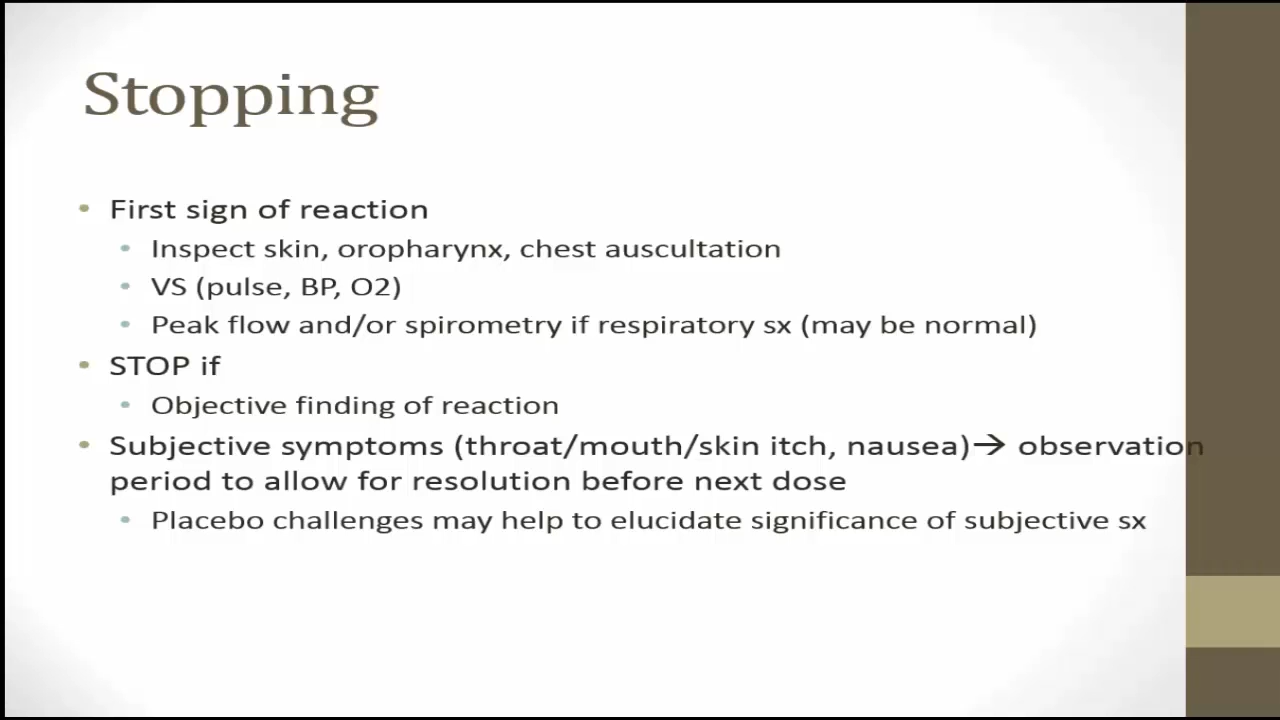 Stopping
• First sign of reaction
• Inspect skin, oropharynx, chest auscultation
• VS (pulse, BP, O2)
• Peak flow and/or spirometry if respiratory sx (may be normal)
• STOP if
• Objective finding of reaction
• Subjective symptoms (throat/mouth/skin itch, nausea)→ observation
period to allow for resolution before next dose
• Placebo challenges may help to elucidate significance of subjective sx